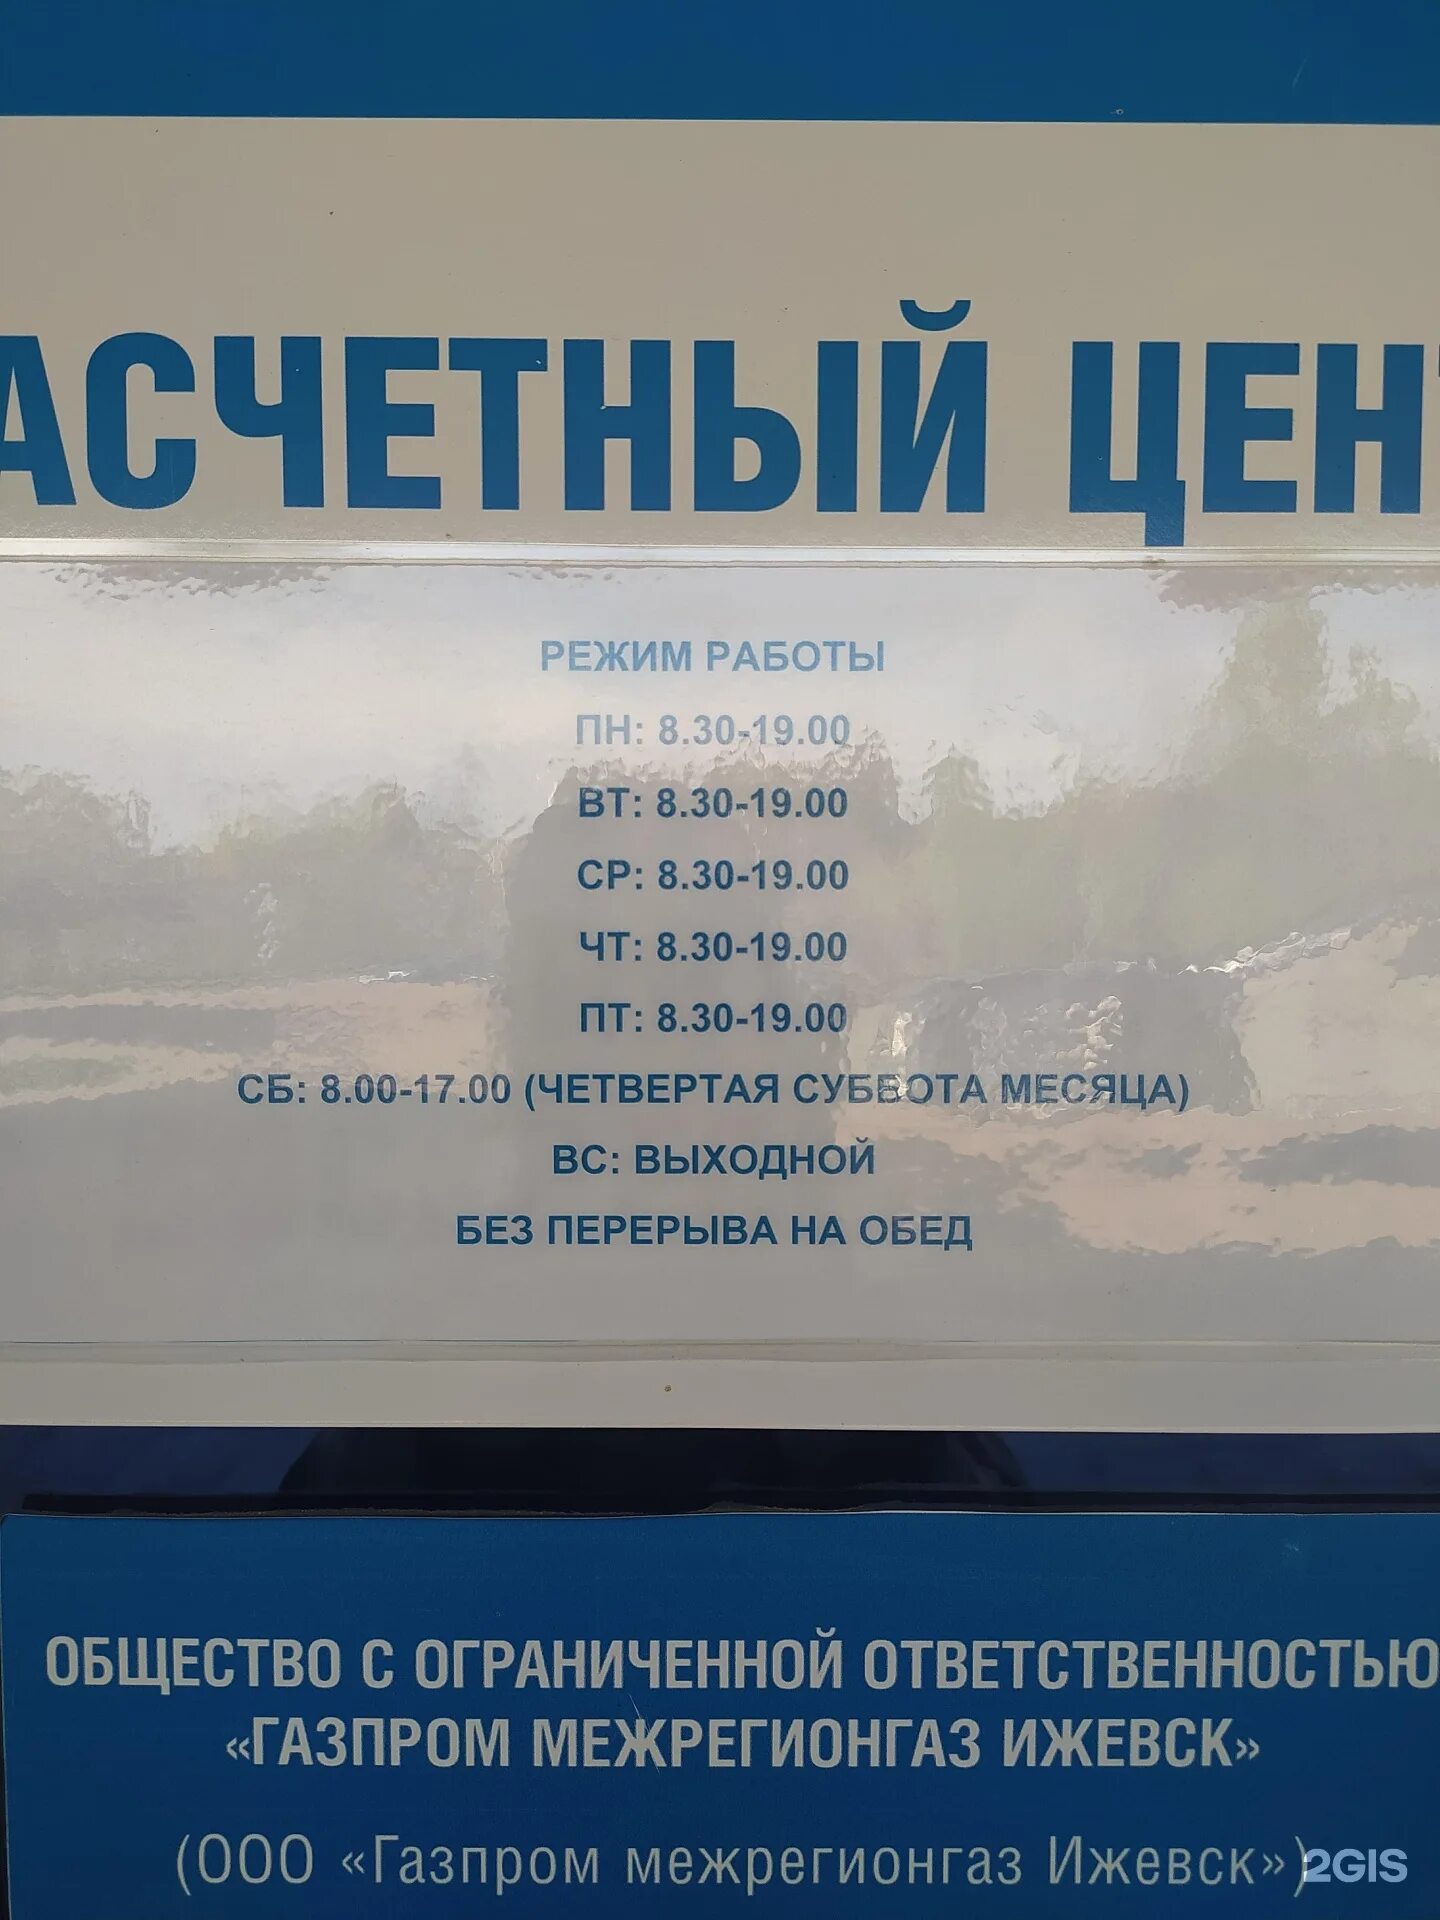 АСЧЕТНЫЙ ЦЕН
РЕЖИМ РАБОТЫ
ПН: 8.30-19.00
ВТ: 8.30-19.00
СР: 8.30-19.00
ЧТ: 8.30-19.00
ПТ: 8.30-19.00
СБ: 8.00-17.00 (ЧЕТВЕРТАЯ СУББОТА МЕСЯЦА)
ВС: ВЫХОДНОЙ
БЕЗ ПЕРЕРЫВА НА ОБЕД
ОБЩЕСТВО С ОГРАНИЧЕННОЙ ОТВЕТСТВЕННОСТЬЮ
«ГАЗПРОМ МЕЖРЕГИОНГАЗ ИЖЕВСК»
(ООО «Газпром межрегионгаз Ижевск»)
2GIS